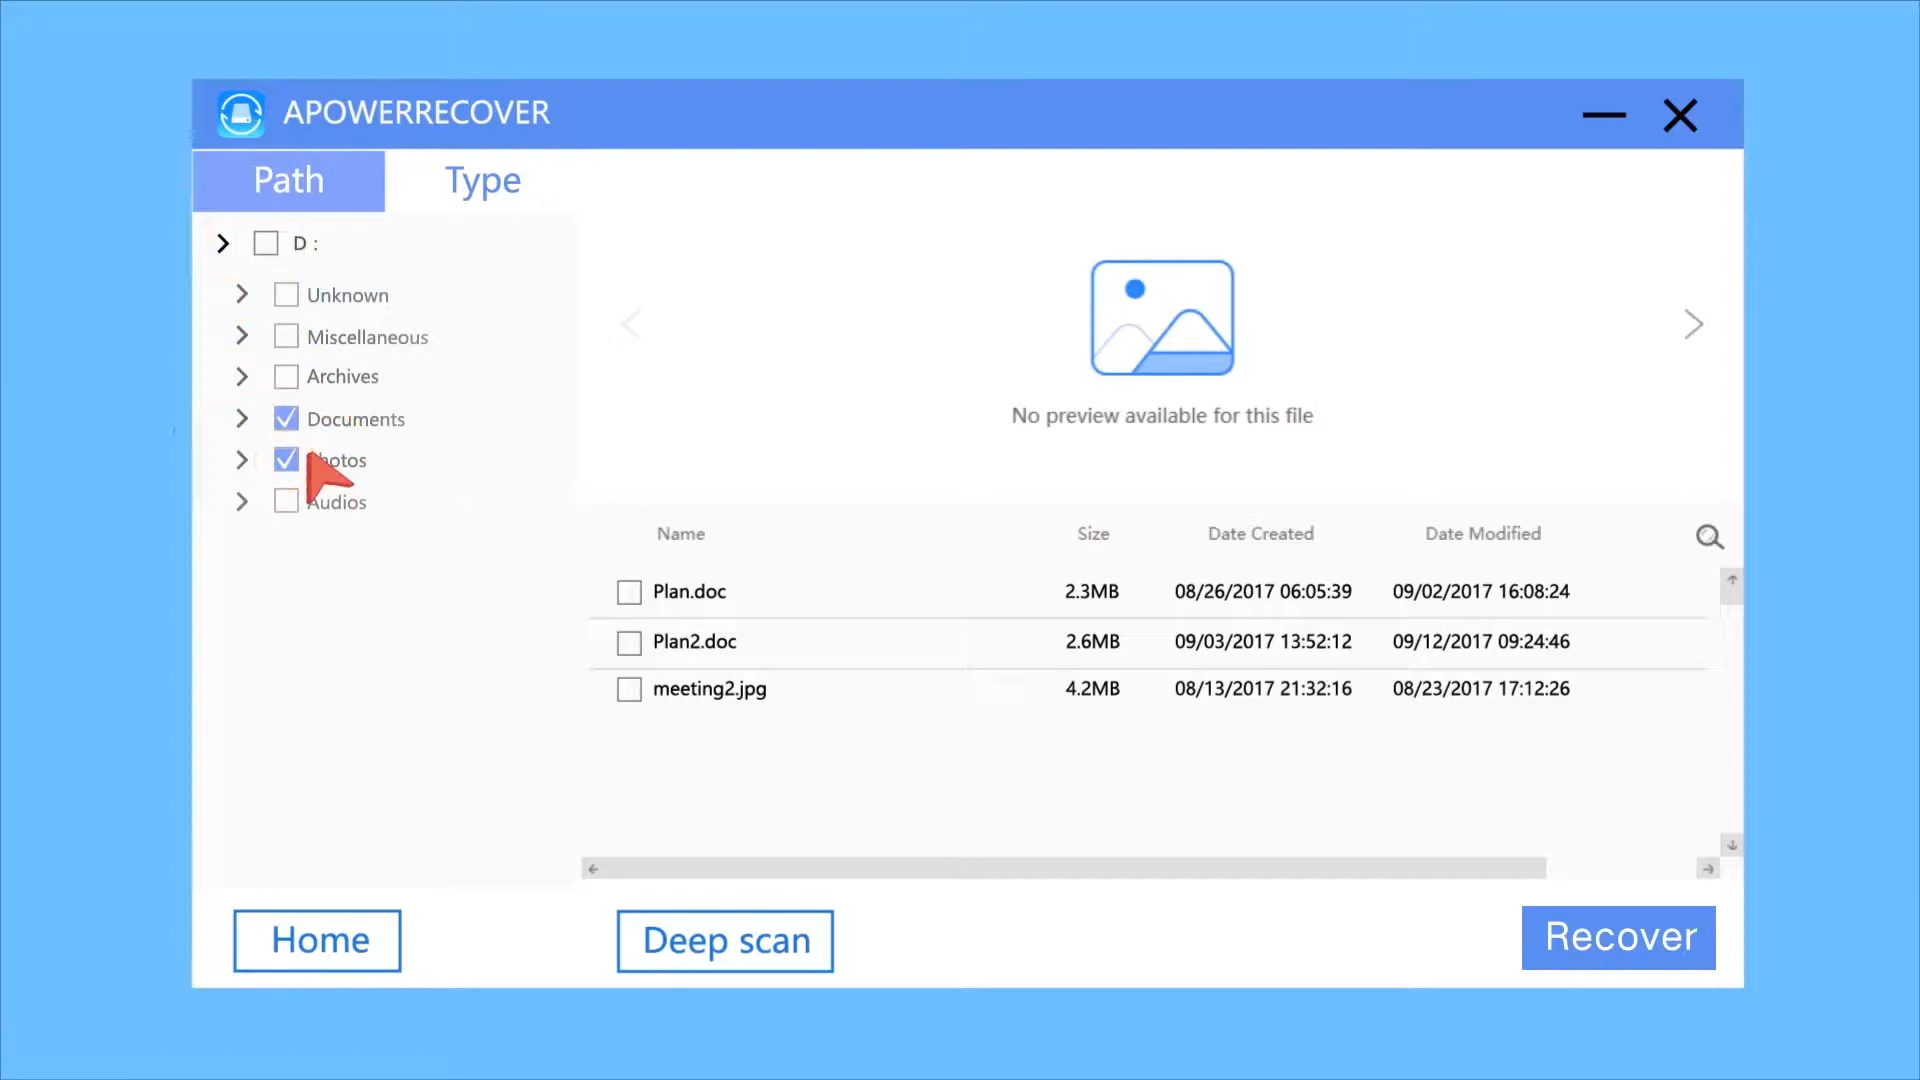 APOWERRECOVER
Path Type
D :
Unknown
Miscellaneous
Archives
Documents
Audios
No preview available for this file
Name Size Date Created Date Modified
Plan.doc 2.3MB 08/26/2017 06:05:39 09/02/2017 16:08:24
Plan2.doc 2.6MB 09/03/2017 13:52:12 09/12/2017 09:24:46
meeting2.jpg 4.2MB 08/13/2017 21:32:16 08/23/2017 17:12:26
Home Deep scan Recover